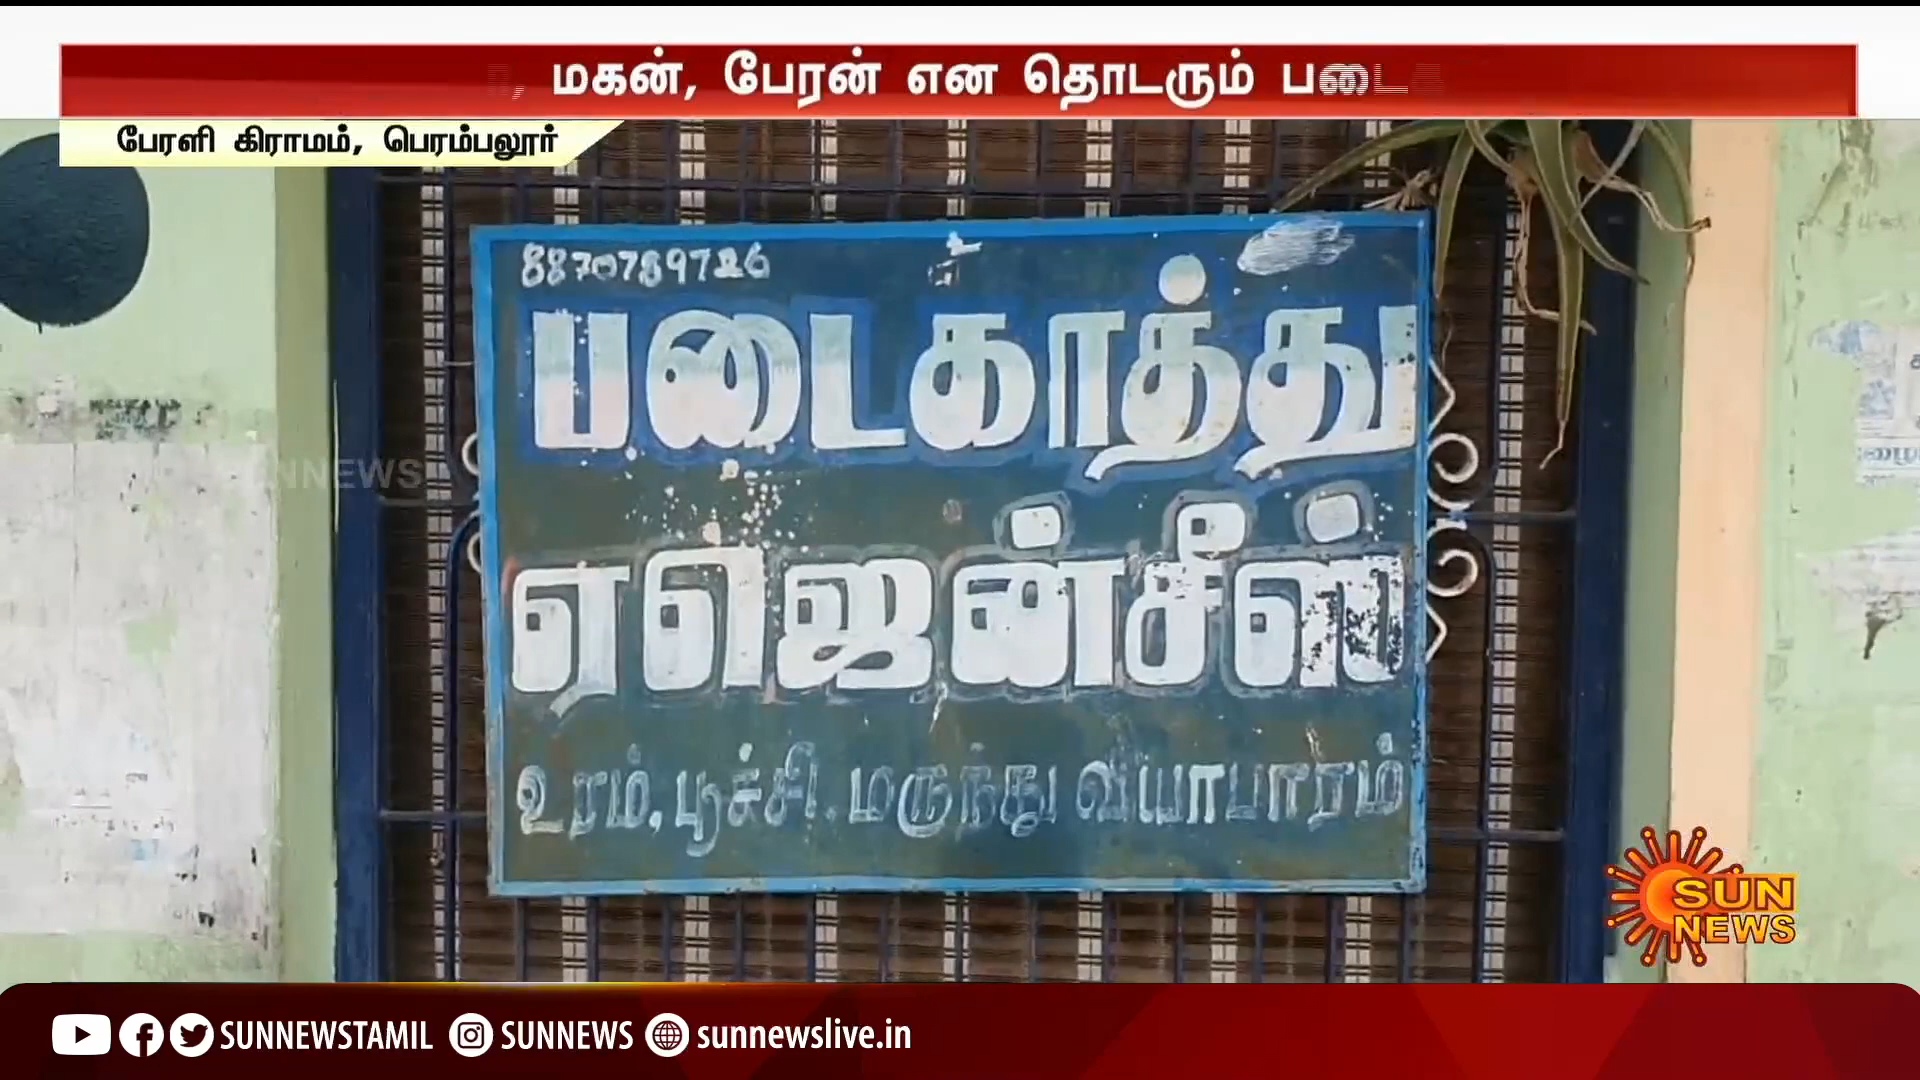 , மகன், பேரன் என தொடரும்
பேரளி கிராமம், பெரம்பலூர்
8870789726
படைகாத்து
ஏஜென்சீஸ்
உரம், பூச்சி. மருந்து வியாபாரம்
SUNNEWS
SUN
NEWS
SUNNEWSTAMIL SUNNEWS sunnewslive.in